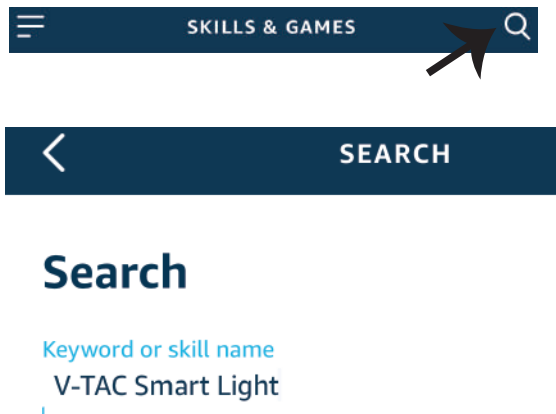 SKILLS & GAMES
SEARCH
Search
Keyword or skill name
V-TAC Smart Light